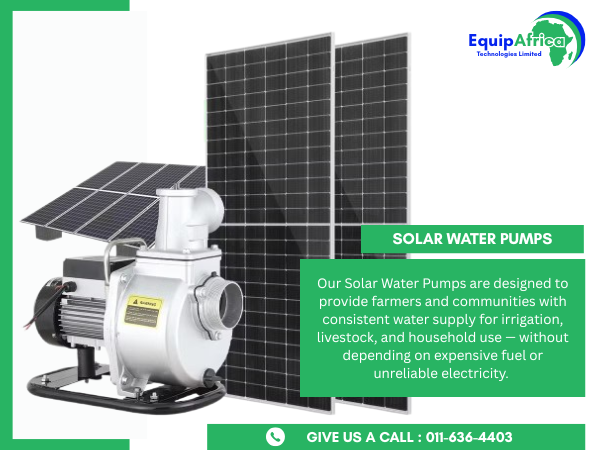 EquipAfrica
Technologies Limited
SOLAR WATER PUMPS
Our Solar Water Pumps are designed to
provide farmers and communities with
consistent water supply for irrigation,
livestock, and household use — without
depending on expensive fuel or
unreliable electricity.
GIVE US A CALL : 011-636-4403